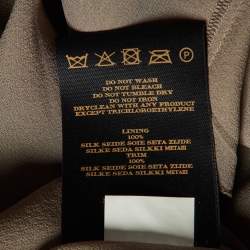 P
DO NOT WASH
DO NOT BLEACH
DO NOT TUMBLE DRY
DO NOT IRON
DRYCLEAN WITH ANY PRODUCT
EXCEPT TRICHLOROETHYLENE
LINING
100%
SILK SEIDE SOIE SETA ZIJDE
SILKE SEDA SILKKI ΜΕΤΑΞΙ
TRIM
100%
SILK SEIDE SOIE SETA ZIJDE
SILKE SEDA SILKKI ΜΕΤΑΞΙ